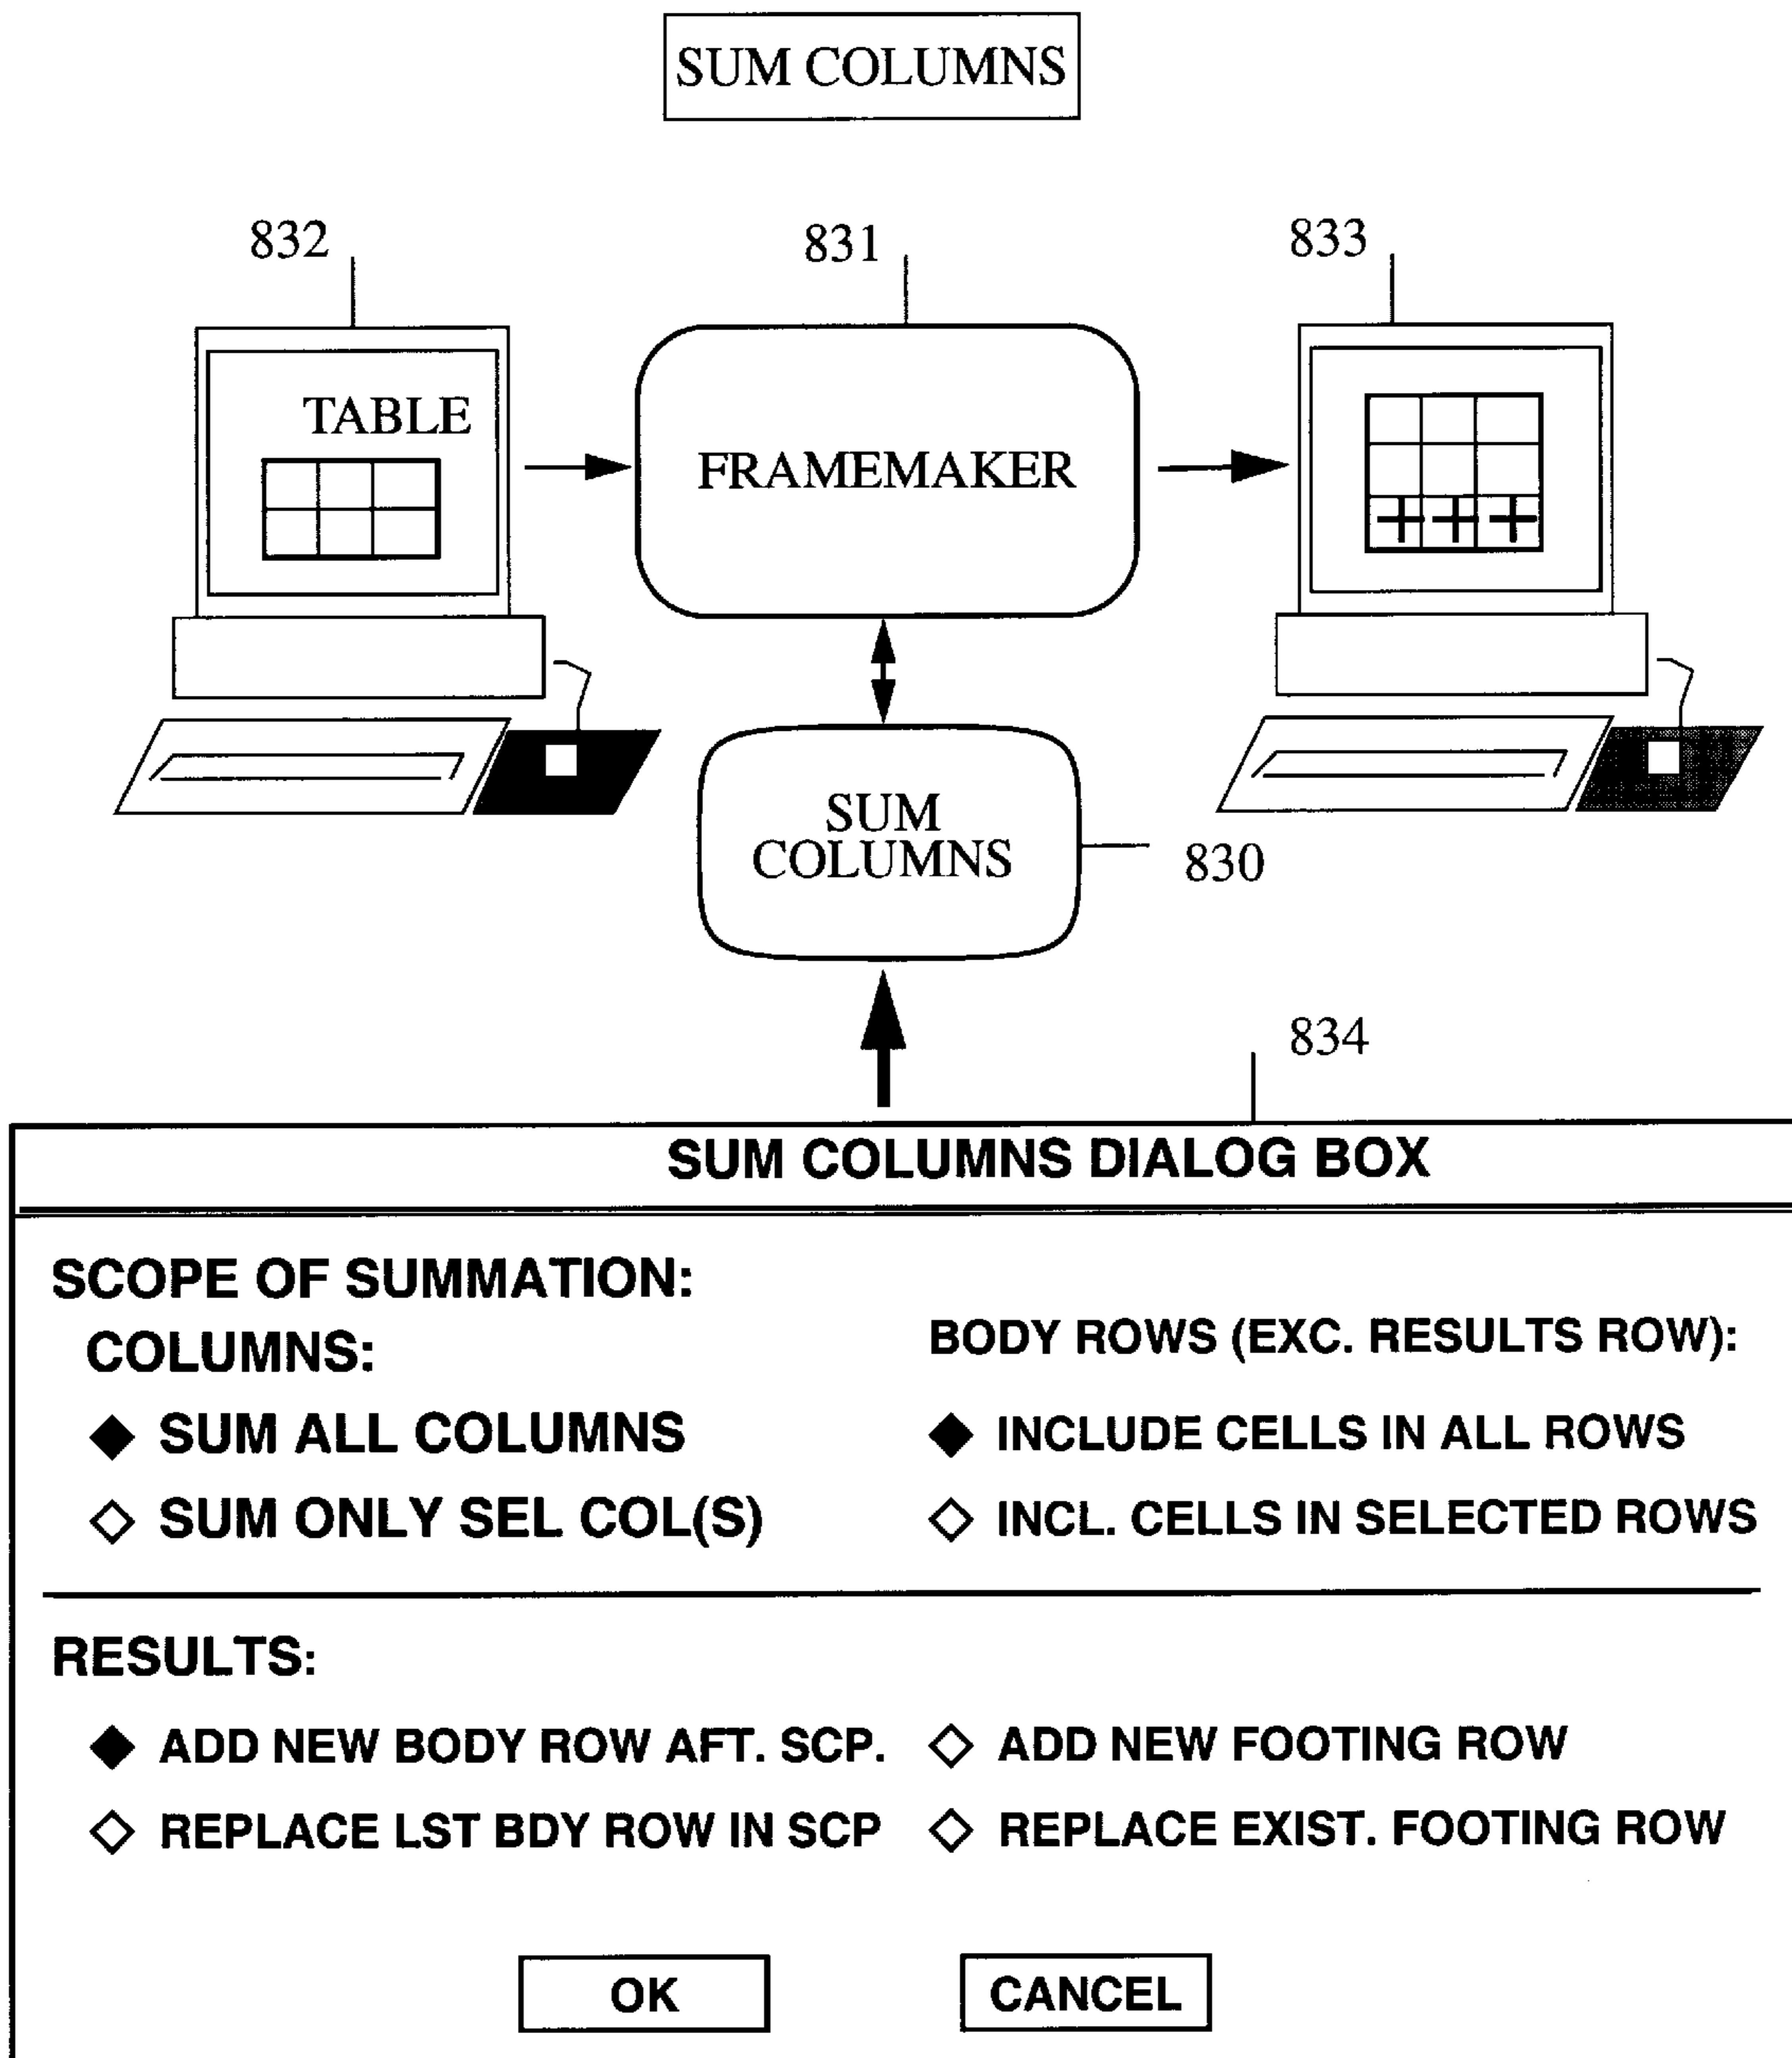 SUM COLUMNS
832
831
833
TABLE
FRAMEMAKER
SUM
COLUMNS
830
834
SUM COLUMNS DIALOG BOX
SCOPE OF SUMMATION:
COLUMNS:
BODY ROWS (EXC. RESULTS ROW):
SUM ALL COLUMNS
INCLUDE CELLS IN ALL ROWS
SUM ONLY SEL COL(S)
INCL. CELLS IN SELECTED ROWS
RESULTS:
ADD NEW BODY ROW AFT. SCP.
ADD NEW FOOTING ROW
REPLACE LST BDY ROW IN SCP
REPLACE EXIST. FOOTING ROW
OK
CANCEL